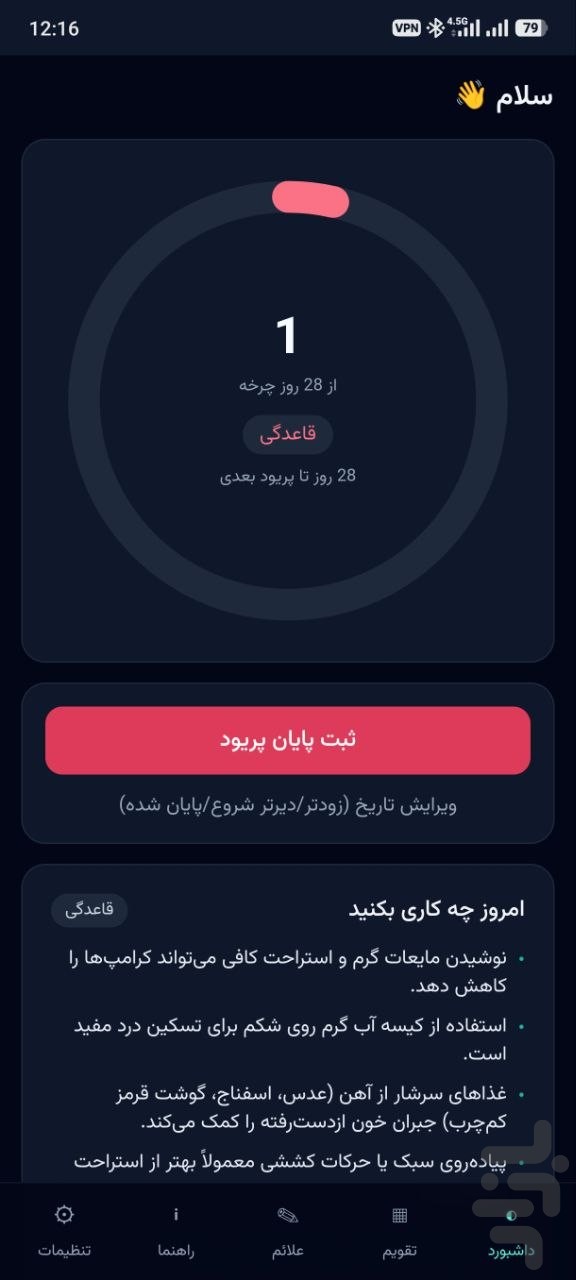 12:16
VPN 4.5G 79
سلام 👋
1
از 28 روز چرخه
قاعدگی
28 روز تا پریود بعدی
ثبت پایان پریود
ویرایش تاریخ (زودتر/دیرتر شروع/پایان شده)
امروز چه کاری بکنید
قاعدگی
• نوشیدن مایعات گرم و استراحت کافی می‌تواند کرامپ‌ها را
کاهش دهد.
• استفاده از کیسه آب گرم روی شکم برای تسکین درد مفید
است.
• غذاهای سرشار از آهن (عدس، اسفناج، گوشت قرمز
کم‌چرب) جبران خون ازدست‌رفته را کمک می‌کند.
• پیاده‌روی سبک یا حرکات کششی معمولاً بهتر از استراحت
داشبورد
تقویم
علائم
راهنما
تنظیمات